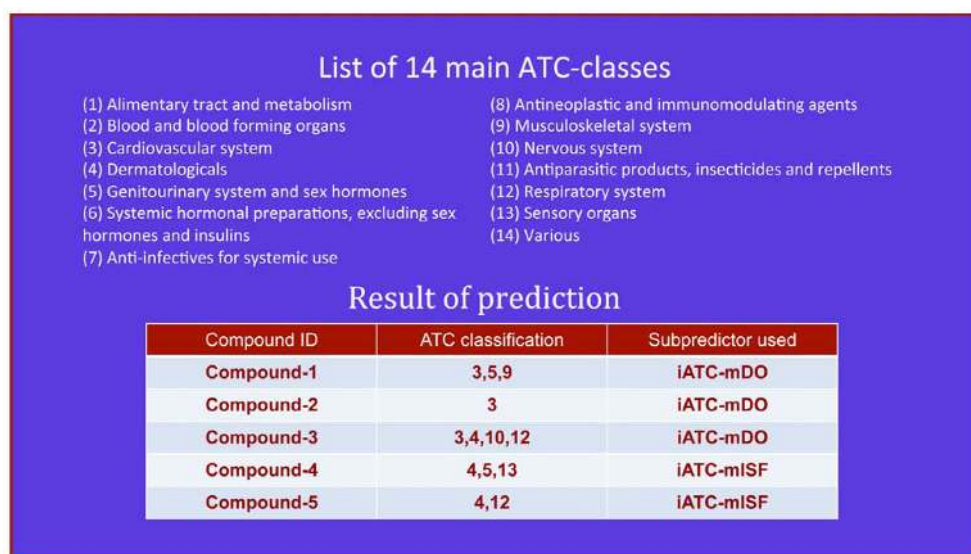 List of 14 main ATC-classes
(1) Alimentary tract and metabolism
(2) Blood and blood forming organs
(3) Cardiovascular system
(4) Dermatologicals
(5) Genitourinary system and sex hormones
(6) Systemic hormonal preparations, excluding sex
hormones and insulins
(7) Anti-infectives for systemic use
(8) Antineoplastic and immunomodulating agents
(9) Musculoskeletal system
(10) Nervous system
(11) Antiparasitic products, insecticides and repellents
(12) Respiratory system
(13) Sensory organs
(14) Various
Result of prediction
Compound ID ATC classification Subpredictor used
Compound-1 3,5,9 iATC-mDO
Compound-2 3 iATC-mDO
Compound-3 3,4,10,12 iATC-mDO
Compound-4 4,5,13 iATC-mISF
Compound-5 4,12 iATC-mISF